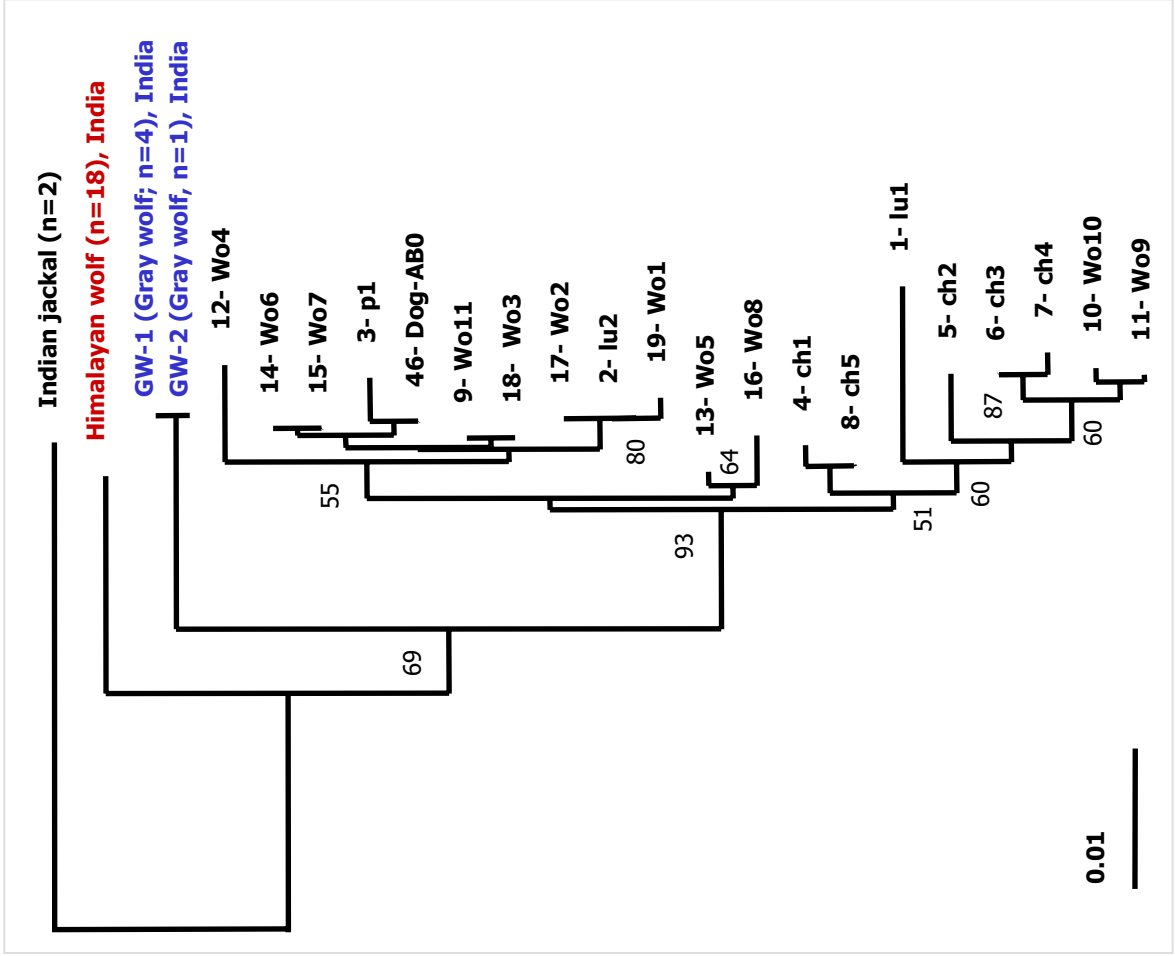 Indian jackal (n=2)
Himalayan wolf (n=18), India
GW-1 (Gray wolf; n=4), India
GW-2 (Gray wolf, n=1), India
12- Wo4
14- Wo6
15- Wo7
3- p1
46- Dog-AB0
9- Wo11
18- Wo3
17- Wo2
2- lu2
19- Wo1
13- Wo5
16- Wo8
4- ch1
8- ch5
1- lu1
5- ch2
6- ch3
7- ch4
10- Wo10
11- Wo9
55
80
64
93
51
60
87
60
69
0.01